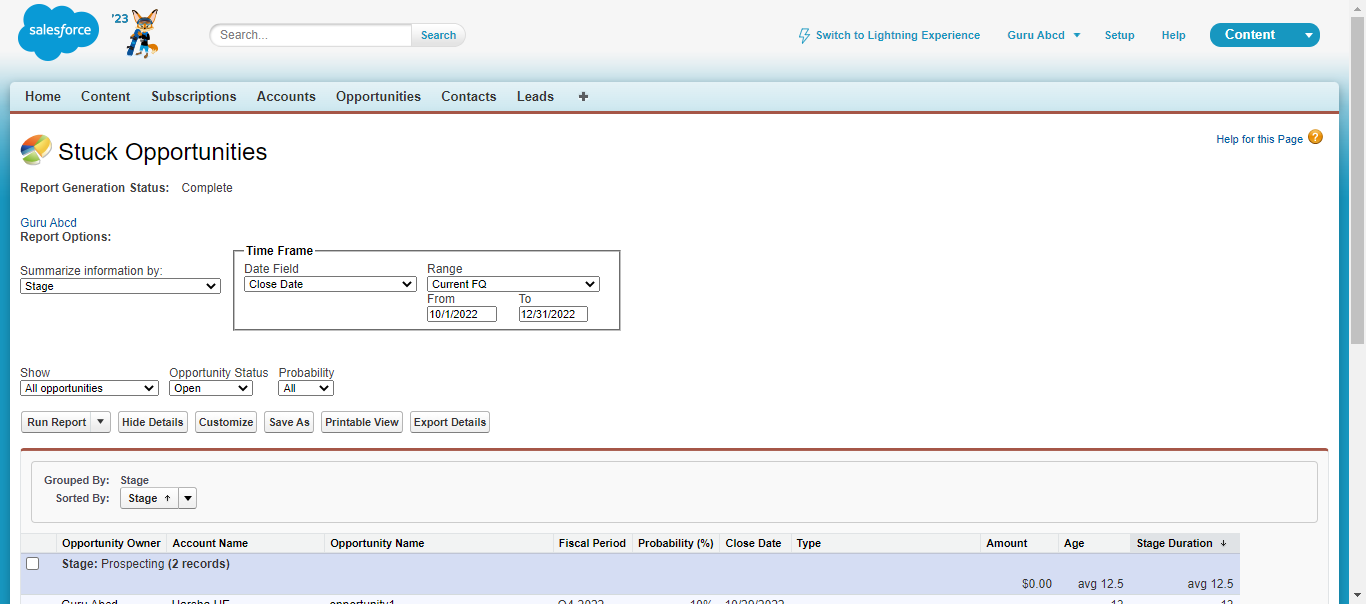 salesforce '23 Search... Search Switch to Lightning Experience Guru Abcd Setup Help Content
Home Content Subscriptions Accounts Opportunities Contacts Leads +
Stuck Opportunities
Help for this Page ?
Report Generation Status: Complete
Guru Abcd
Report Options:
Time Frame
Summarize information by:
Stage
Date Field Range
Close Date Current FQ
From To
10/1/2022 12/31/2022
Show Opportunity Status Probability
All opportunities Open All
Run Report Hide Details Customize Save As Printable View Export Details
Grouped By: Stage
Sorted By: Stage ↑
Opportunity Owner Account Name Opportunity Name Fiscal Period Probability (%) Close Date Type Amount Age Stage Duration ↓
Stage: Prospecting (2 records)
$0.00 avg 12.5 avg 12.5
Guru Abcd Harsha HF opportunity1 Q4-2022 10% 10/29/2022 13 13